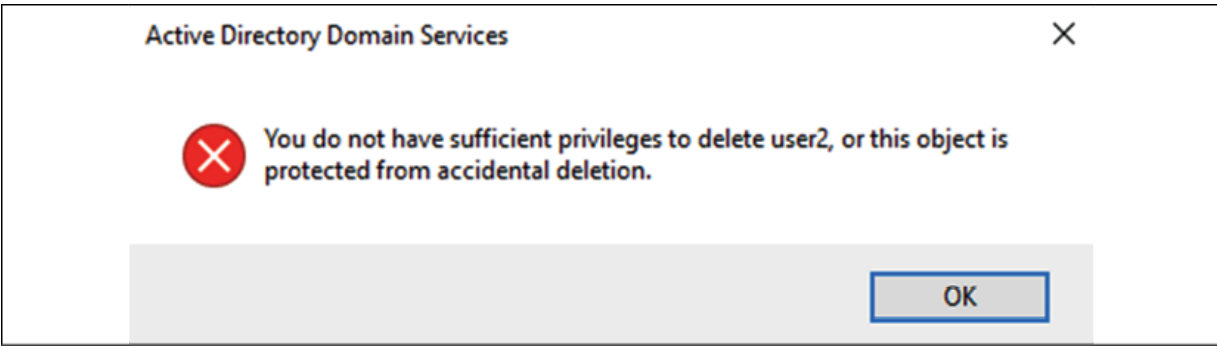 Active Directory Domain Services
You do not have sufficient privileges to delete user2, or this object is
protected from accidental deletion.
OK